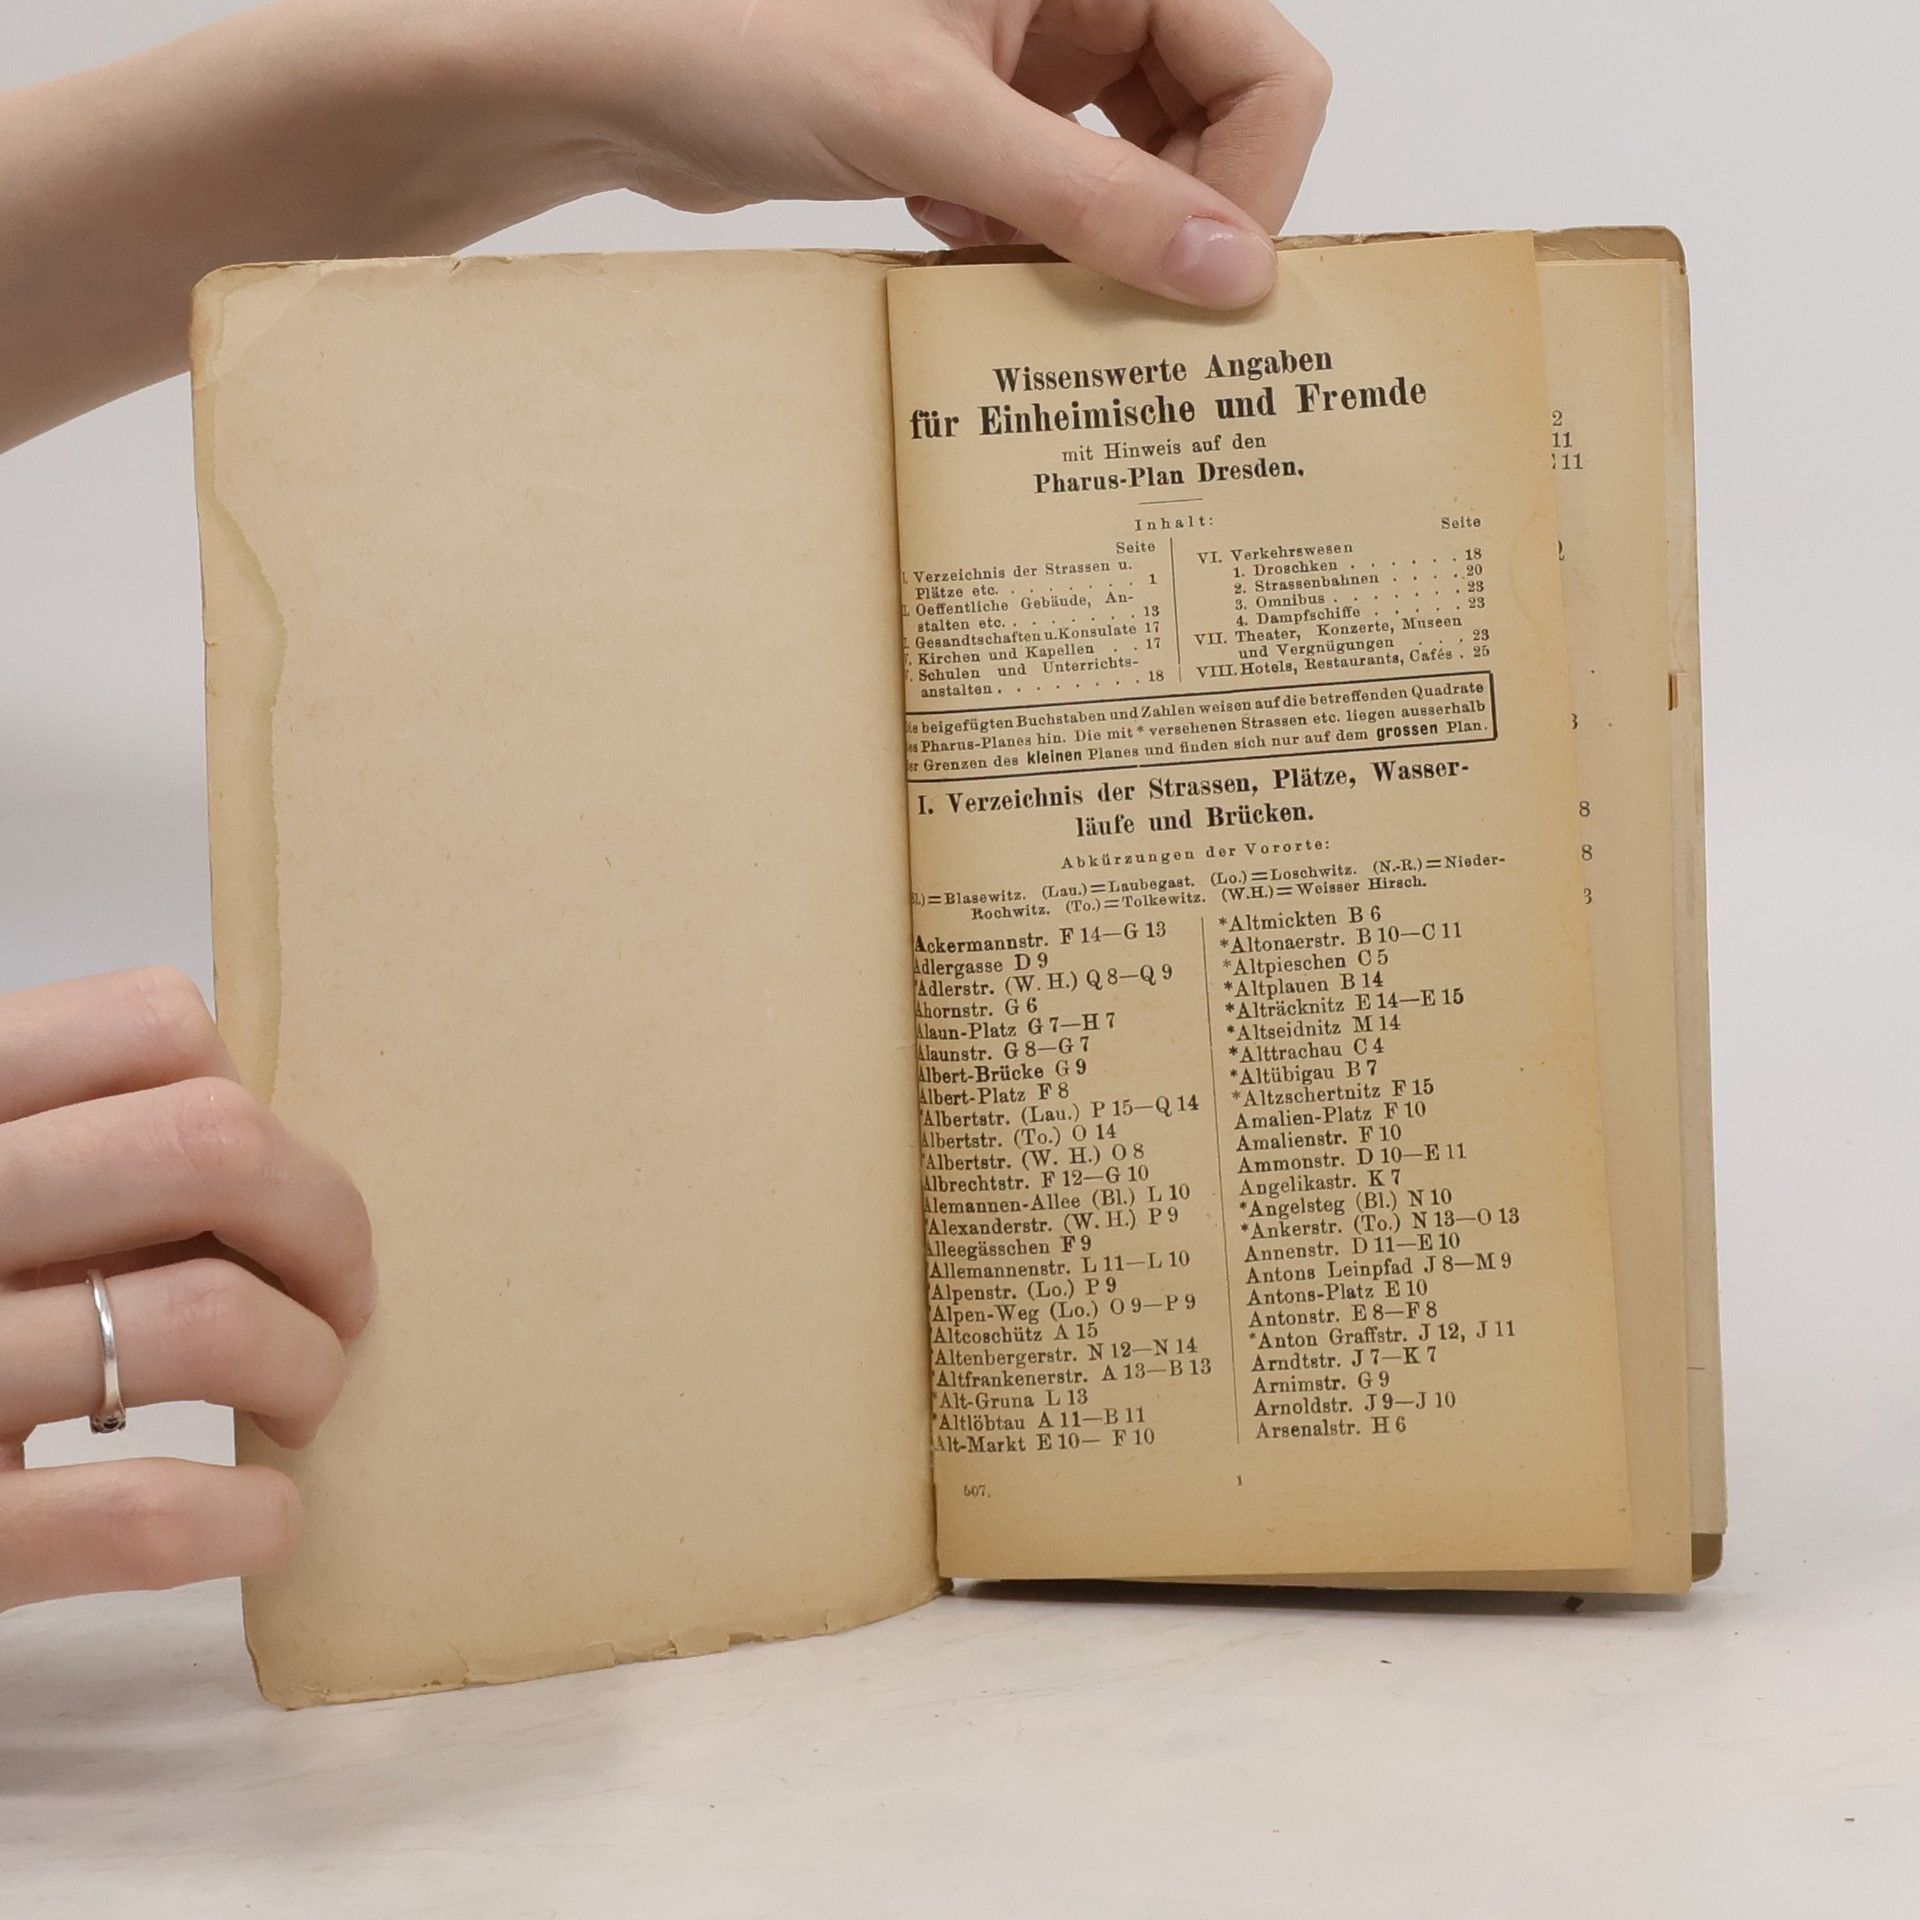 Wissenswerte Angaben
für Einheimische und Fremde
mit Hinweis auf den
Pharus-Plan Dresden.
Inhalt:
Seite
Verzeichnis der Strassen u.
Plätze etc. . . . . . . . 1
Oeffentliche Gebäude, An-
stalten etc. . . . . . . . 13
Gesandtschaften u. Konsulate 17
Kirchen und Kapellen . . 17
Schulen und Unterrichts-
anstalten . . . . . . . . 18
Seite
VI. Verkehrswesen
1. Droschken . . . . . . 18
2. Strassenbahnen . . . . 20
3. Omnibus . . . . . . . 23
4. Dampfschiffe . . . . . 23
VII. Theater, Konzerte, Museen
und Vergnügungen . . . 23
VIII. Hotels, Restaurants, Cafés . 25
beigefügten Buchstaben und Zahlen weisen auf die betreffenden Quadrate
Pharus-Planes hin. Die mit * versehenen Strassen etc. liegen ausserhalb
Grenzen des kleinen Planes und finden sich nur auf dem grossen Plan.
I. Verzeichnis der Strassen, Plätze, Wasser-
läufe und Brücken.
Abkürzungen der Vororte:
=Blasewitz. (Lau.)=Laubegast. (Lo.)=Loschwitz. (N.-R.)=Nieder-
Rochwitz. (To.)=Tolkewitz. (W.H.)=Weisser Hirsch.
Ackermannstr. F 14—G 13
Adlergasse D 9
*Adlerstr. (W. H.) Q 8—Q 9
Ahornstr. G 6
Alaun-Platz G 7—H 7
Alaunstr. G 8—G 7
Albert-Brücke G 9
Albert-Platz F 8
*Albertstr. (Lau.) P 15—Q 14
Albertstr. (To.) O 14
*Albertstr. (W. H.) O 8
Albrechtstr. F 12—G 10
Alemannen-Allee (Bl.) L 10
*Alexanderstr. (W. H.) P 9
Alleegässchen F 9
*Allemannenstr. L 11—L 10
*Alpenstr. (Lo.) P 9
*Alpen-Weg (Lo.) O 9—P 9
*Altcoschütz A 15
*Altenbergerstr. N 12—N 14
*Altfrankenerstr. A 13—B 13
*Alt-Gruna L 13
*Altlöbtau A 11—B 11
Alt-Markt E 10— F 10
*Altmickten B 6
*Altonaerstr. B 10—C 11
*Altpieschen C 5
*Altplauen B 14
*Alträcknitz E 14—E 15
*Altseidnitz M 14
*Alttrachau C 4
*Altübigau B 7
*Altzschertnitz F 15
Amalien-Platz F 10
Amalienstr. F 10
Ammonstr. D 10—E 11
Angelikastr. K 7
*Angelsteg (Bl.) N 10
*Ankerstr. (To.) N 13—O 13
Annenstr. D 11—E 10
Antons Leinpfad J 8—M 9
Antons-Platz E 10
Antonstr. E 8—F 8
*Anton Graffstr. J 12, J 11
Arndtstr. J 7—K 7
Arnimstr. G 9
Arnoldstr. J 9—J 10
Arsenalstr. H 6
507.
1
2
11
11
8
8
3